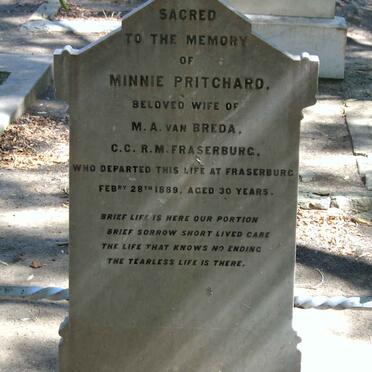 SACRED
TO THE MEMORY
OF
MINNIE PRITCHARD,
BELOVED WIFE OF
M.A. VAN BREDA,
C.C. R.M. FRASERBURG,
WHO DEPARTED THIS LIFE AT FRASERBURG
FEBRY 28TH 1889, AGED 30 YEARS.
BRIEF LIFE IS HERE OUR PORTION
BRIEF SORROW SHORT LIVED CARE
THE LIFE THAT KNOWS NO ENDING
THE TEARLESS LIFE IS THERE.